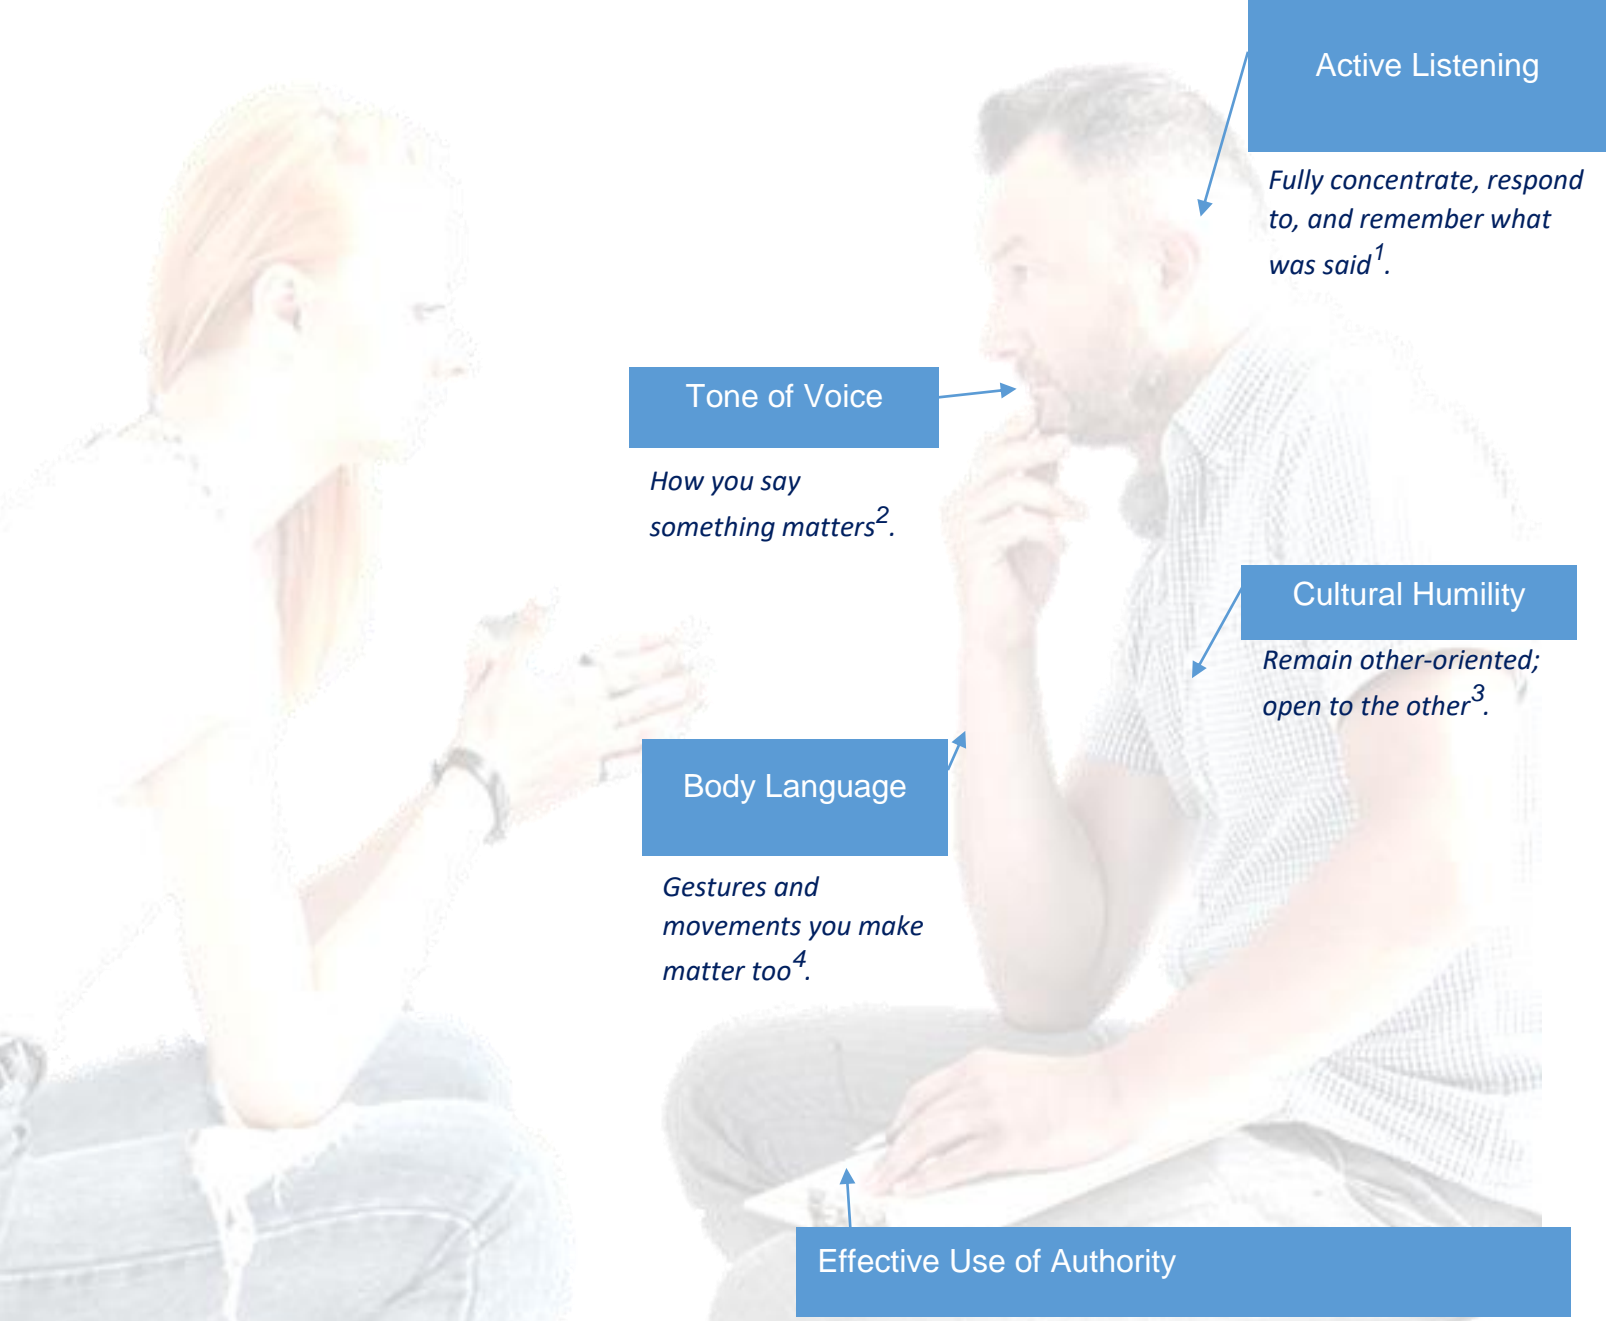 Active Listening
Fully concentrate, respond
to, and remember what
was said1.
Tone of Voice
How you say
something matters2.
Cultural Humility
Remain other-oriented;
open to the other3.
Body Language
Gestures and
movements you make
matter too4.
Effective Use of Authority